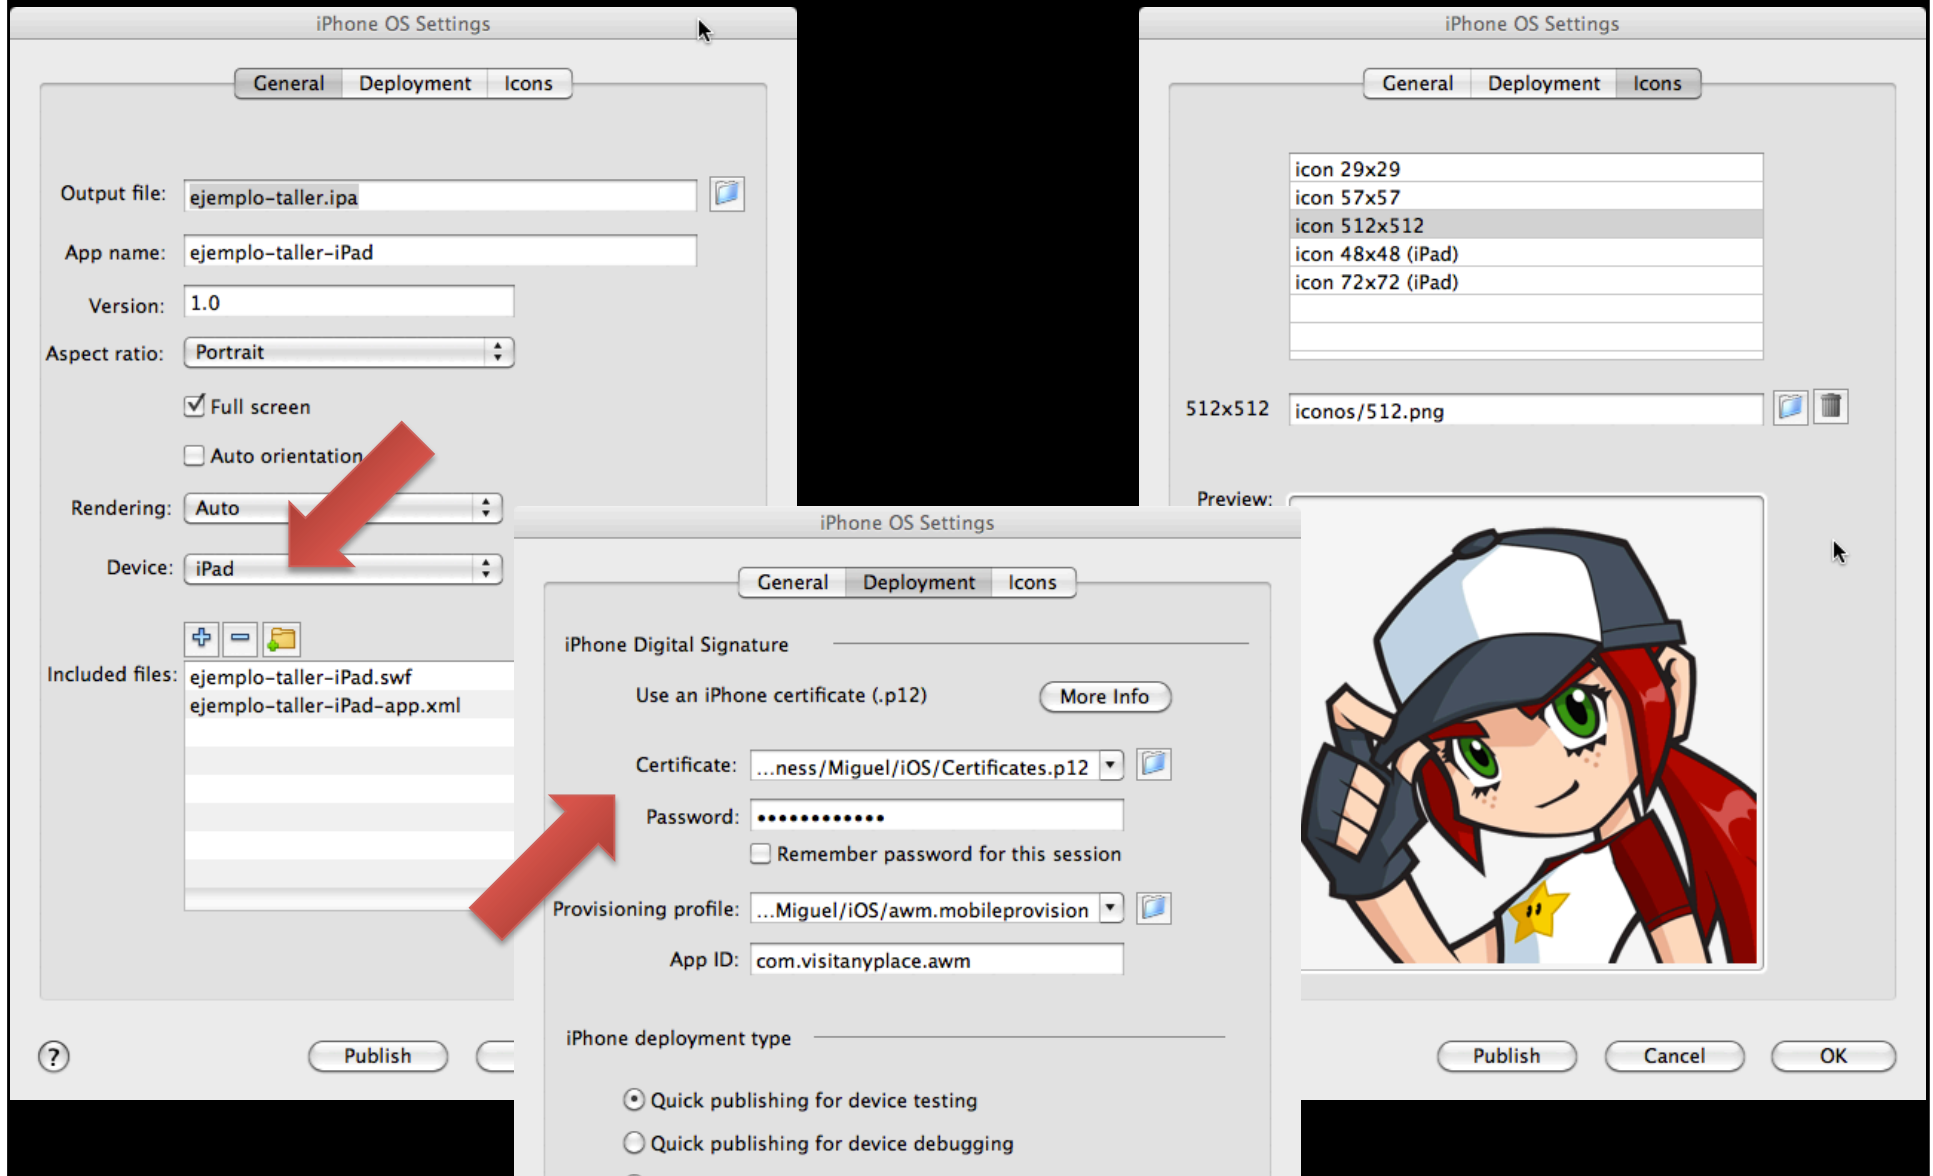 iPhone OS Settings
General
Deployment
Icons
Output file:
ejemplo-taller.ipa
App name:
ejemplo-taller-iPad
Version:
1.0
Aspect ratio:
Portrait
Full screen
Auto orientation
Rendering:
Auto
Device:
iPad
Included files:
ejemplo-taller-iPad.swf
ejemplo-taller-iPad-app.xml
?
Publish
iPhone OS Settings
General
Deployment
Icons
iPhone Digital Signature
Use an iPhone certificate (.p12)
More Info
Certificate:
...ness/Miguel/iOS/Certificates.p12
Password:
••••••••••••
Remember password for this session
Provisioning profile:
...Miguel/iOS/awm.mobileprovision
App ID:
com.visitanyplace.awm
iPhone deployment type
Quick publishing for device testing
Quick publishing for device debugging
iPhone OS Settings
General
Deployment
Icons
icon 29x29
icon 57x57
icon 512x512
icon 48x48 (iPad)
icon 72x72 (iPad)
512x512
iconos/512.png
Preview:
Publish
Cancel
OK